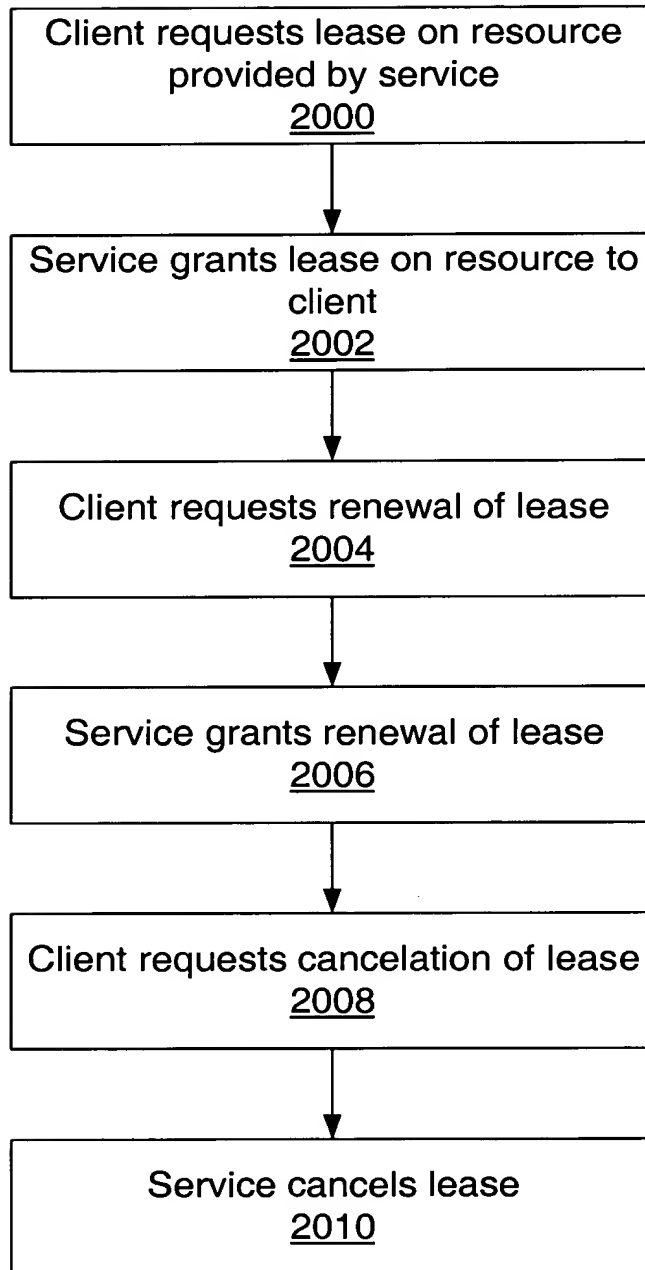 Client requests lease on resource
provided by service
2000
Service grants lease on resource to
client
2002
Client requests renewal of lease
2004
Service grants renewal of lease
2006
Client requests cancelation of lease
2008
Service cancels lease
2010